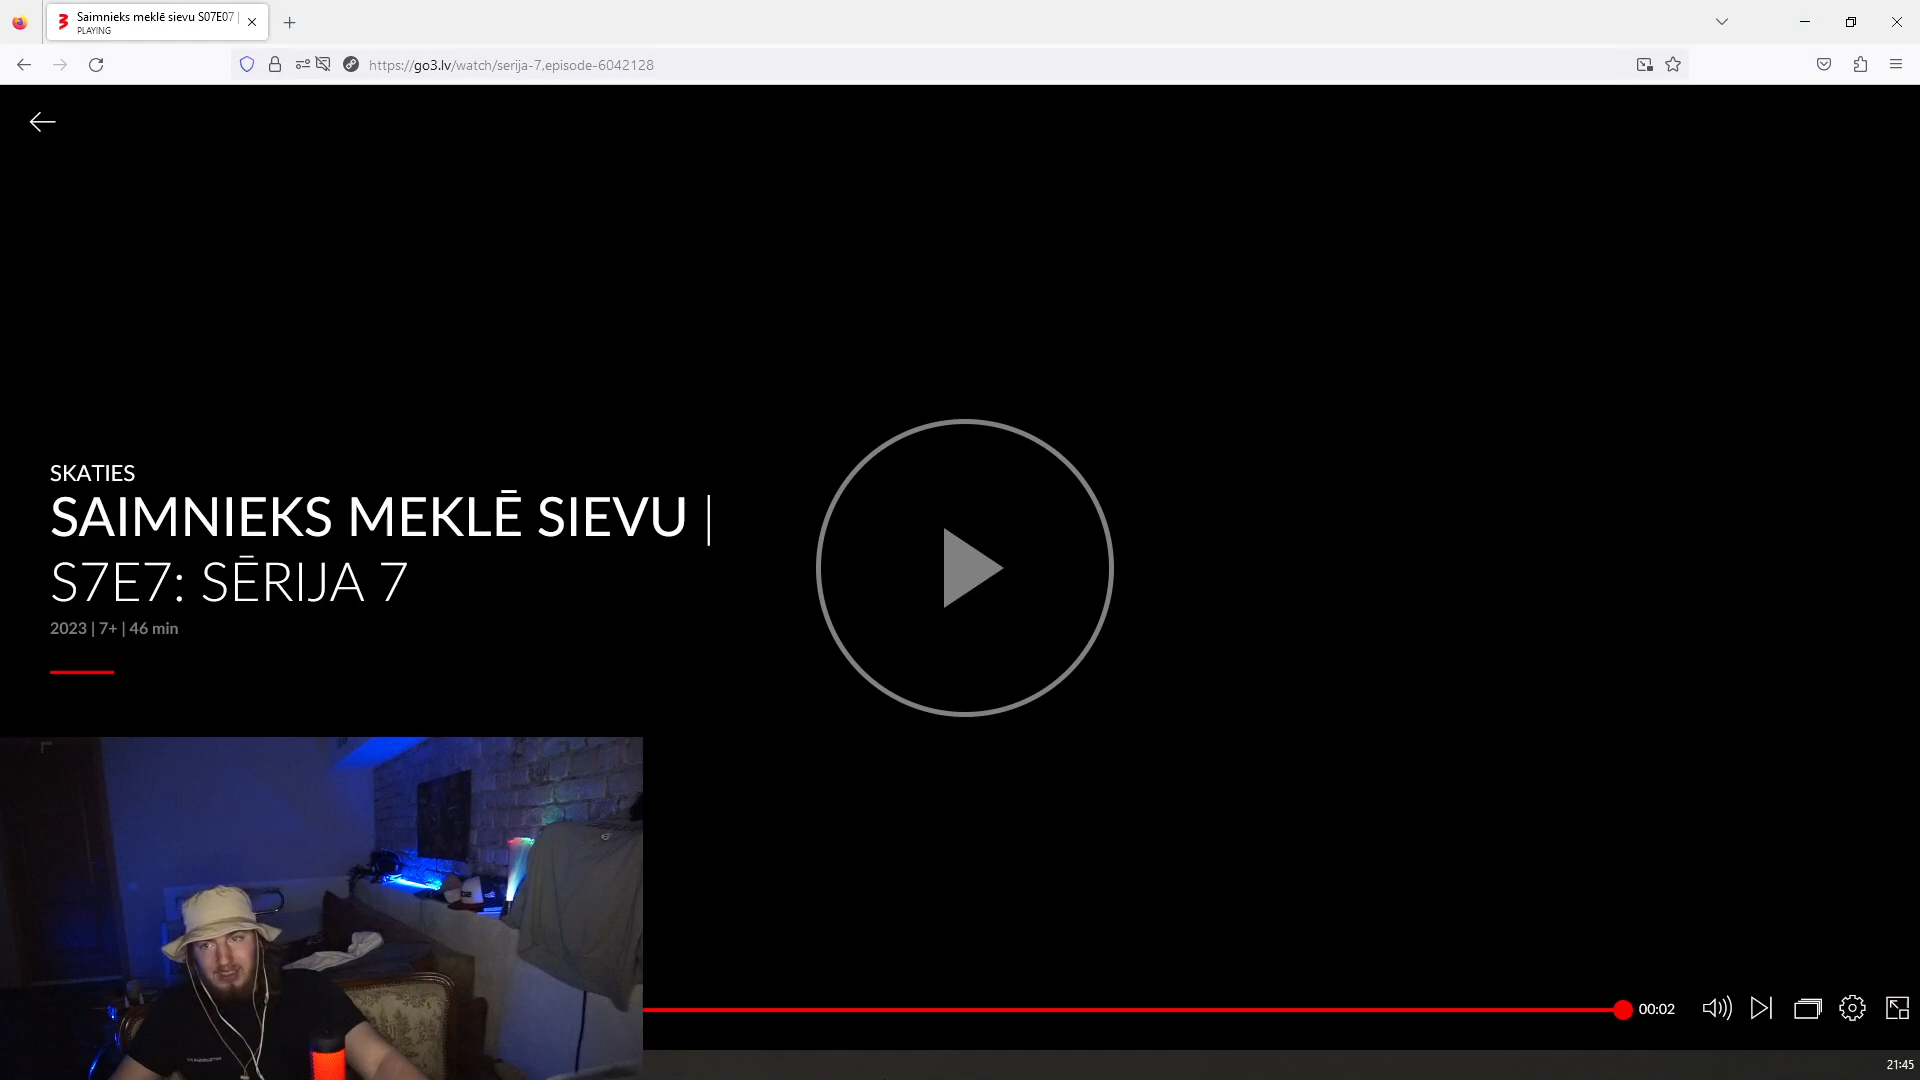 Saimnieks meklē sievu S07E07 |
PLAYING
https://go3.lv/watch/serija-7,episode-6042128
SKATIES
SAIMNIEKS MEKLĒ SIEVU |
S7E7: SĒRIJA 7
2023 | 7+ | 46 min
00:02
21:45